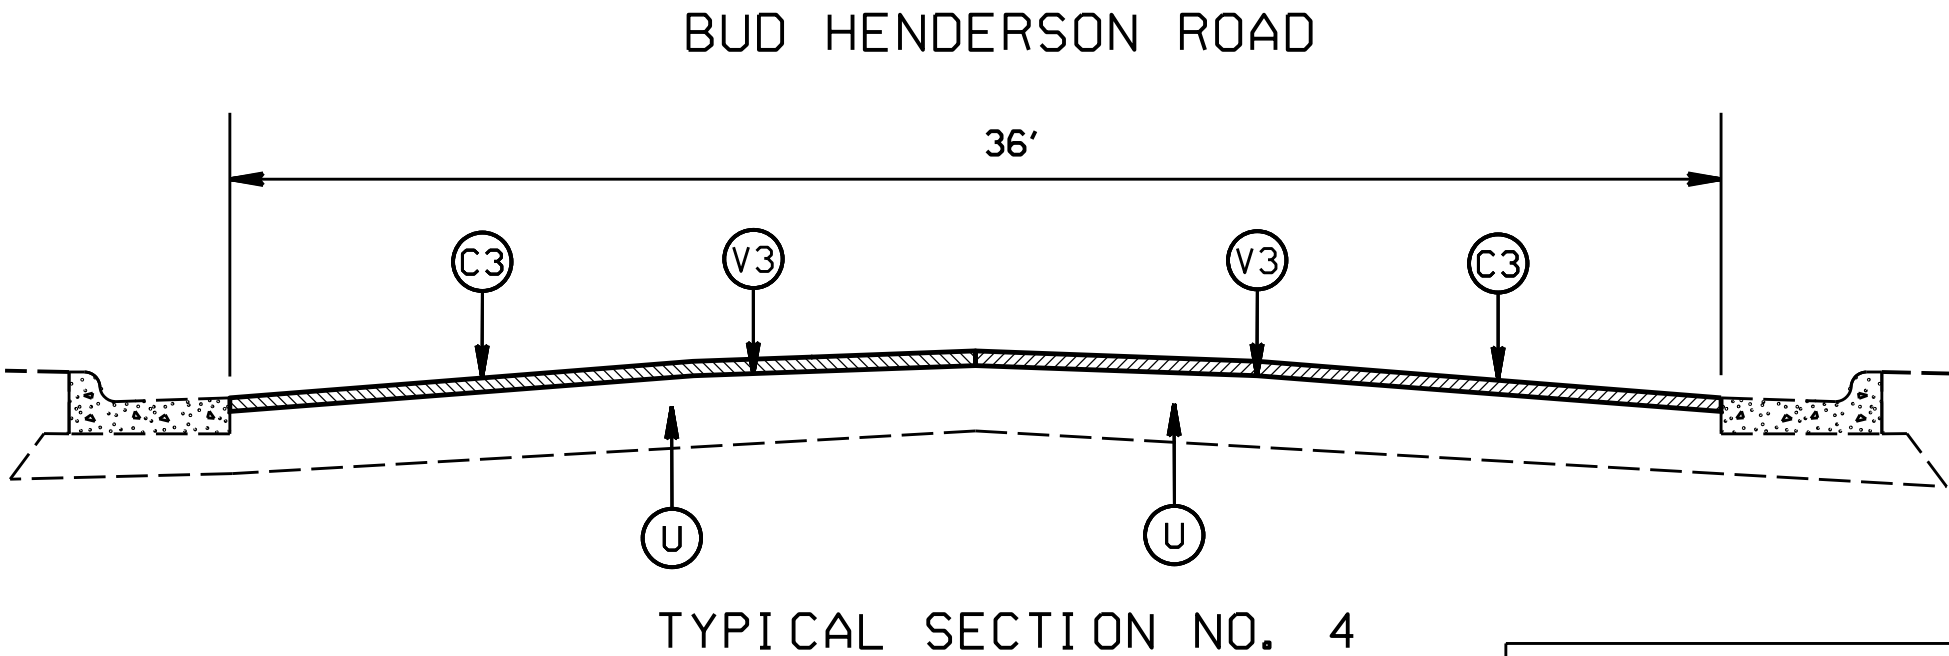 BUD HENDERSON ROAD
36'
C3 V3 V3 C3
U U
TYPICAL SECTION NO. 4